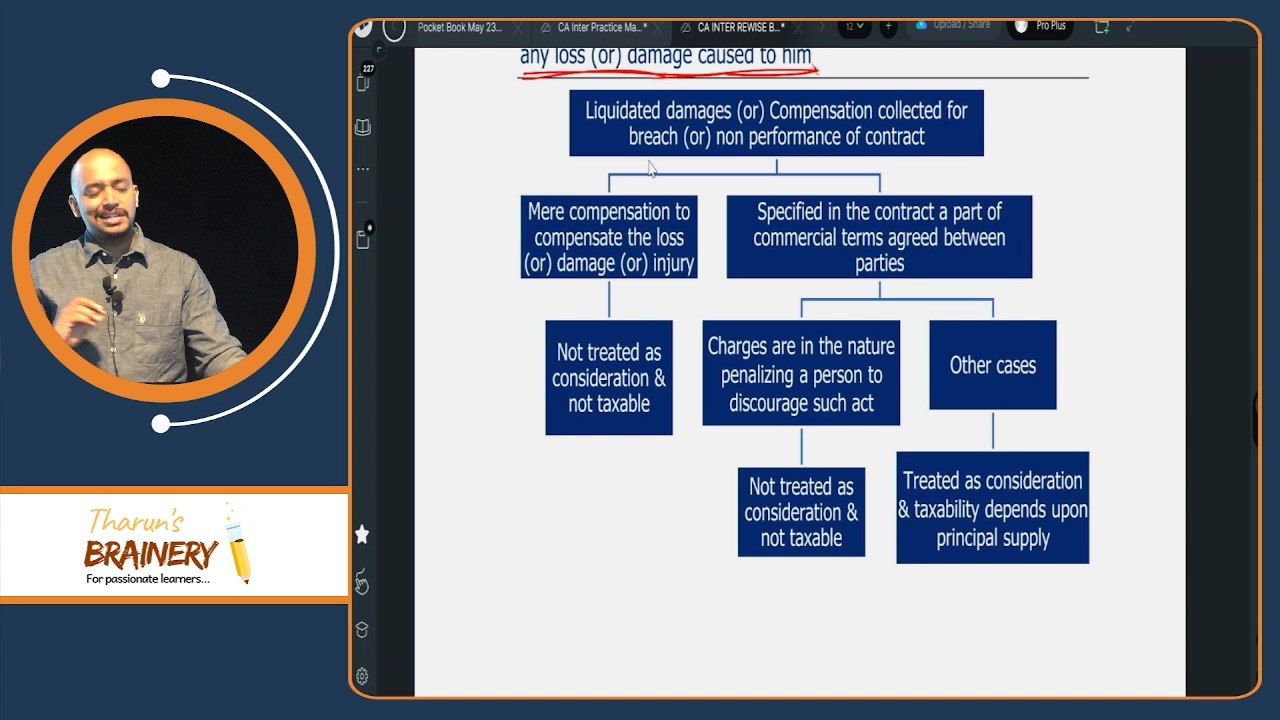 Pocket Book May 23...
CA Inter Practice Ma...*
CA INTER REWISE B...*
12
Upload / Share
Pro Plus
227
any loss (or) damage caused to him
Liquidated damages (or) Compensation collected for
breach (or) non performance of contract
Mere compensation to
compensate the loss
(or) damage (or) injury
Specified in the contract a part of
commercial terms agreed between
parties
Not treated as
consideration &
not taxable
Charges are in the nature
penalizing a person to
discourage such act
Other cases
Not treated as
consideration &
not taxable
Treated as consideration
& taxability depends upon
principal supply
Tharun's
BRAINERY
For passionate learners...